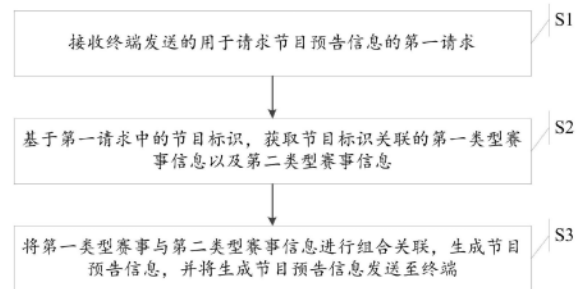 S1
接收终端发送的用于请求节目预告信息的第一请求
S2
基于第一请求中的节目标识，获取节目标识关联的第一类型赛
事信息以及第二类型赛事信息
S3
将第一类型赛事与第二类型赛事信息进行组合关联，生成节目
预告信息，并将生成节目预告信息发送至终端